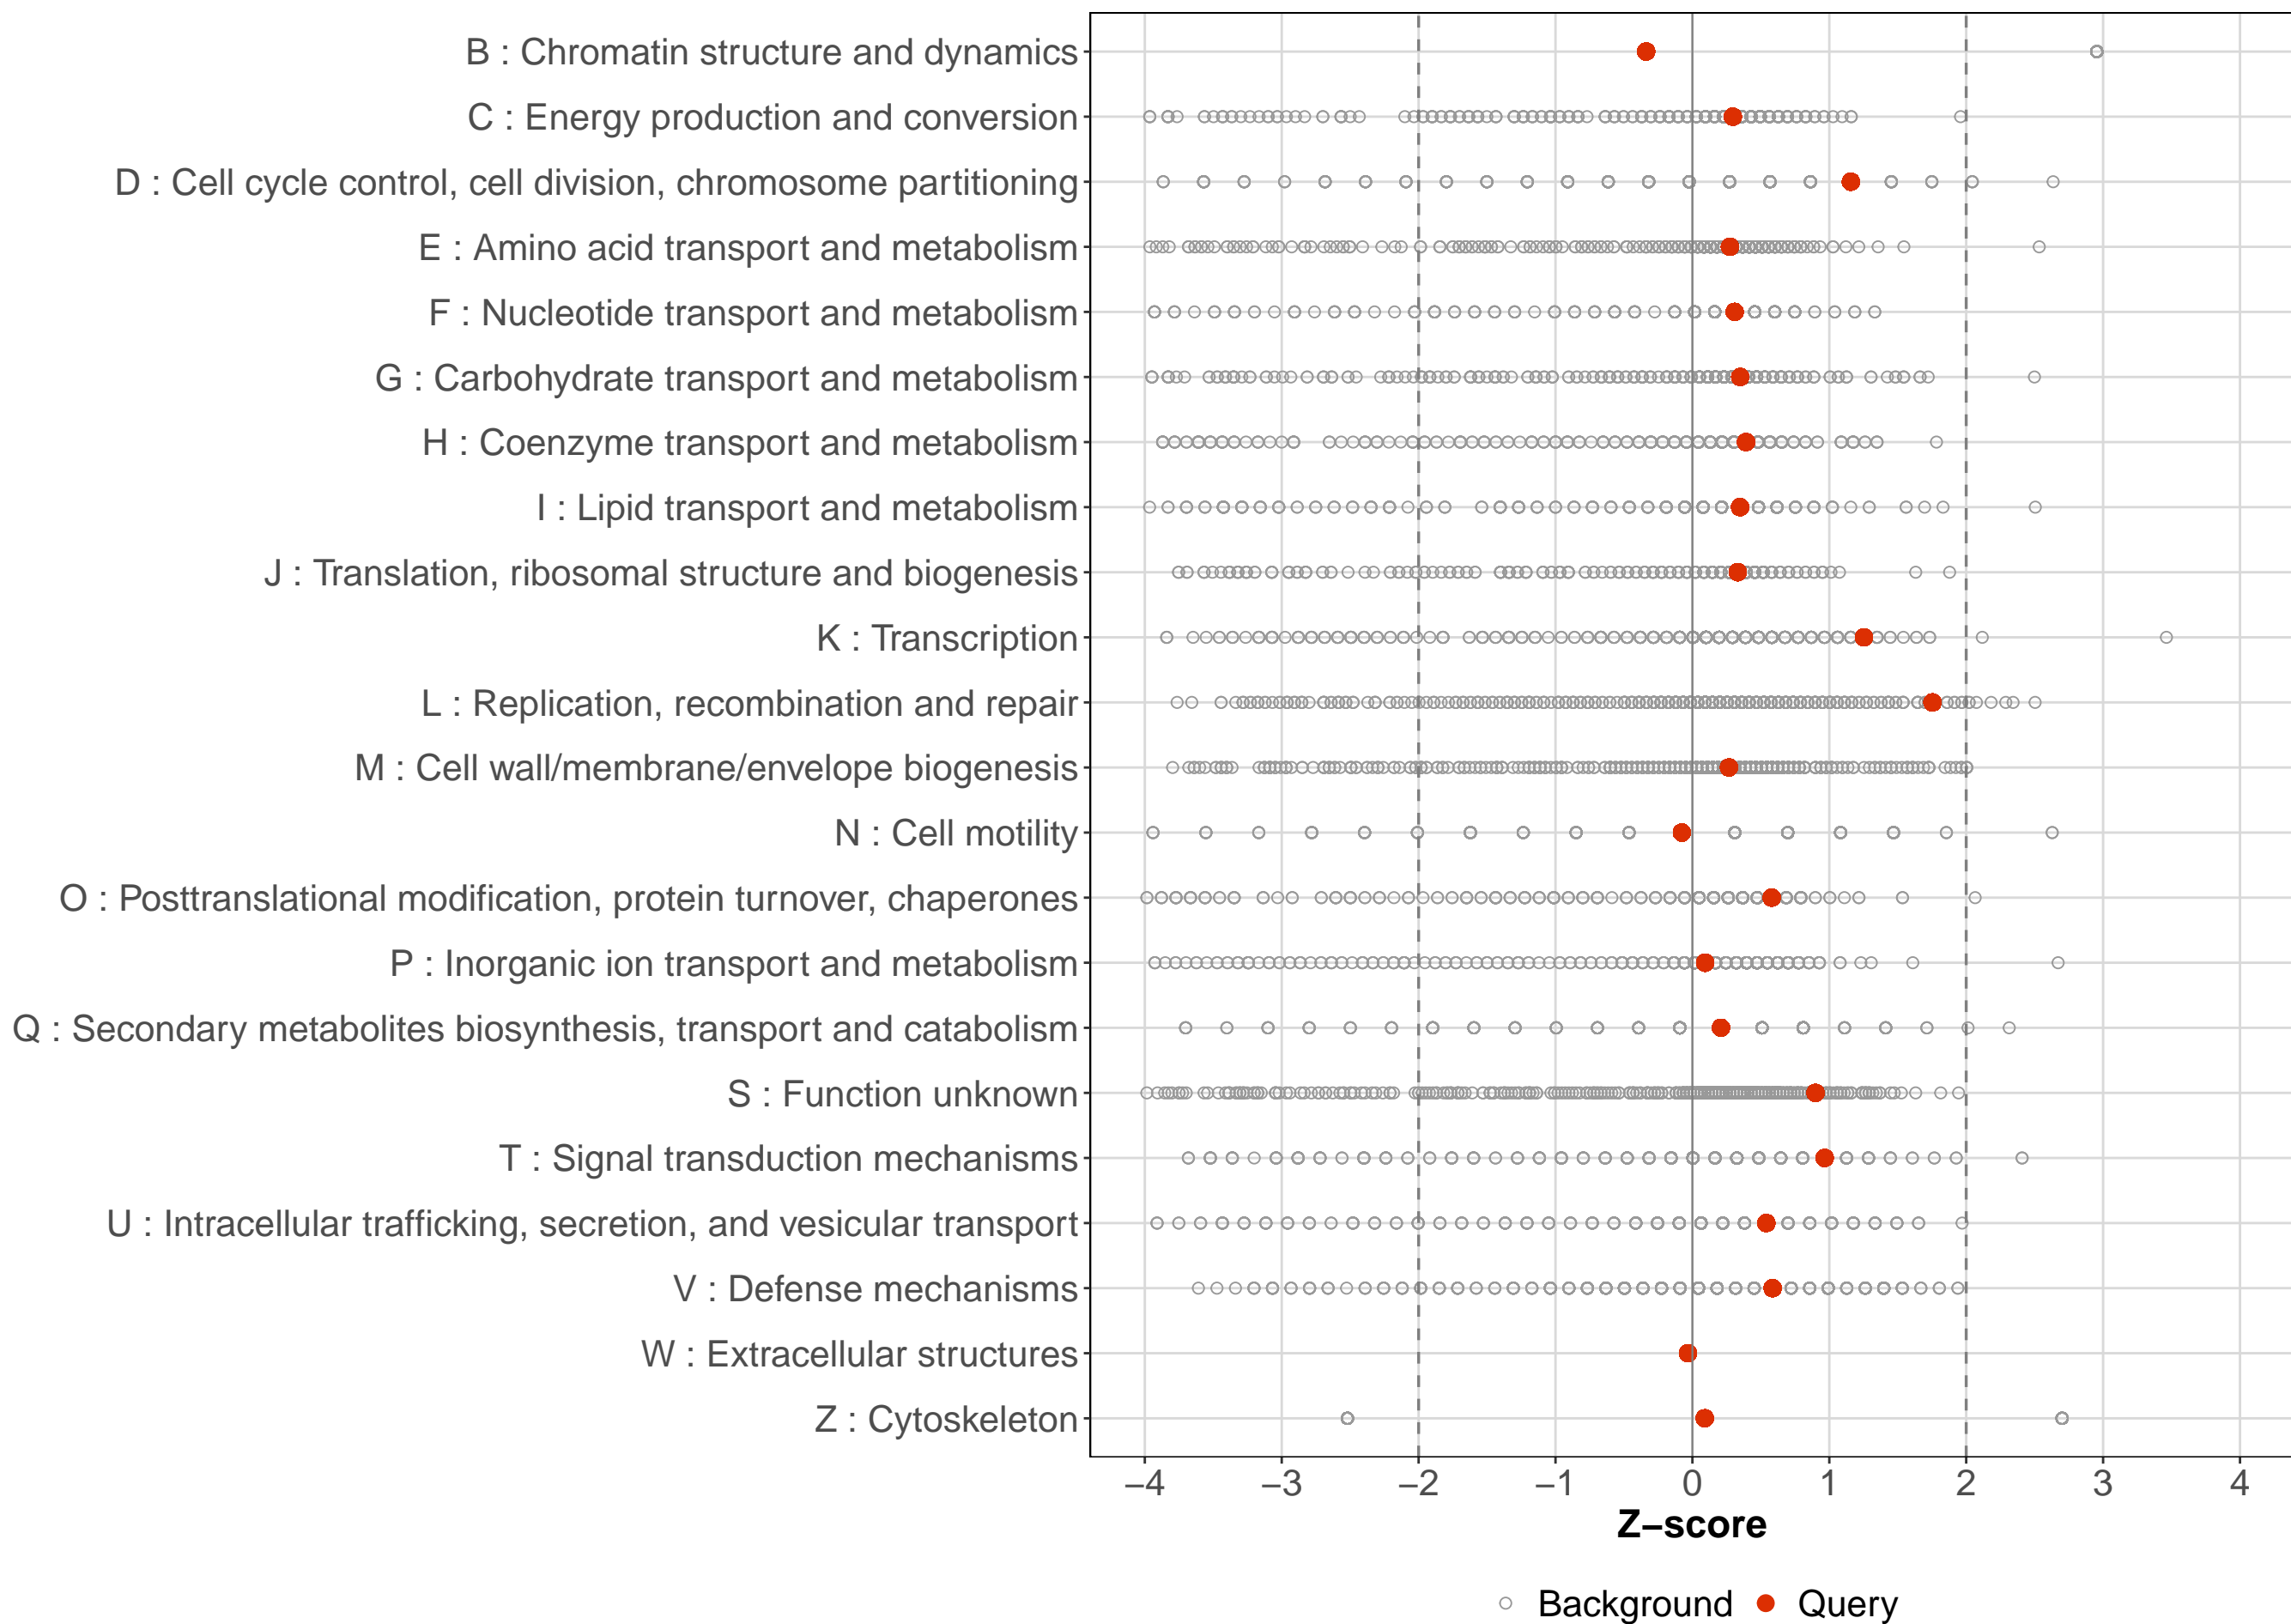 B : Chromatin structure and dynamics
C : Energy production and conversion
D : Cell cycle control, cell division, chromosome partitioning
E : Amino acid transport and metabolism
F : Nucleotide transport and metabolism
G : Carbohydrate transport and metabolism
H : Coenzyme transport and metabolism
I : Lipid transport and metabolism
J : Translation, ribosomal structure and biogenesis
K : Transcription
L : Replication, recombination and repair
M : Cell wall/membrane/envelope biogenesis
N : Cell motility
O : Posttranslational modification, protein turnover, chaperones
P : Inorganic ion transport and metabolism
Q : Secondary metabolites biosynthesis, transport and catabolism
S : Function unknown
T : Signal transduction mechanisms
U : Intracellular trafficking, secretion, and vesicular transport
V : Defense mechanisms
W : Extracellular structures
Z : Cytoskeleton
−4 −3 −2 −1 0 1 2 3 4
Z−score
Background Query